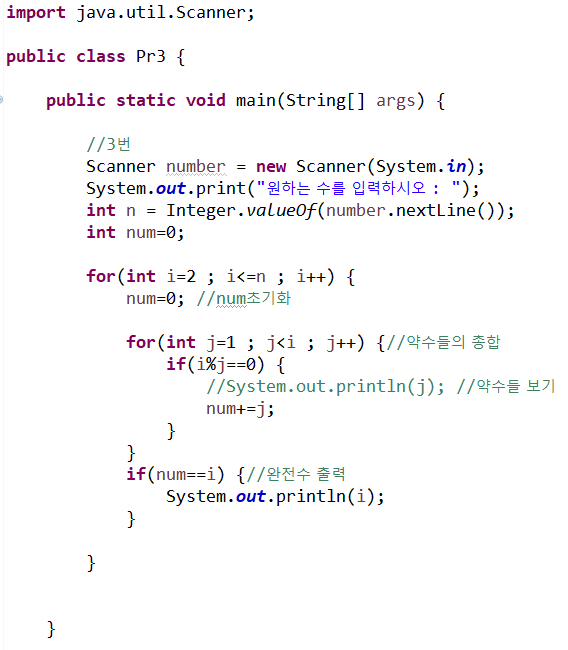 import java.util.Scanner;
public class Pr3 {
public static void main(String[] args) {
//3번
Scanner number = new Scanner(System.in);
System.out.print("원하는 수를 입력하시오 : ");
int n = Integer.valueOf(number.nextLine());
int num=0;
for(int i=2 ; i<=n ; i++) {
num=0; //num초기화
for(int j=1 ; j<i ; j++) {//약수들의 총합
if(i%j==0) {
//System.out.println(j); //약수들 보기
num+=j;
}
}
if(num==i) {//완전수 출력
System.out.println(i);
}
}
}